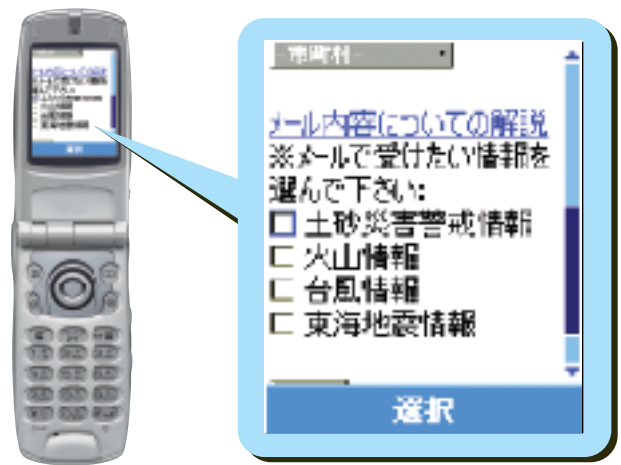 -市町村-
メール内容についての解説
※メールで受けたい情報を
選んで下さい:
土砂災害警戒情報
火山情報
台風情報
東海地震情報
選択